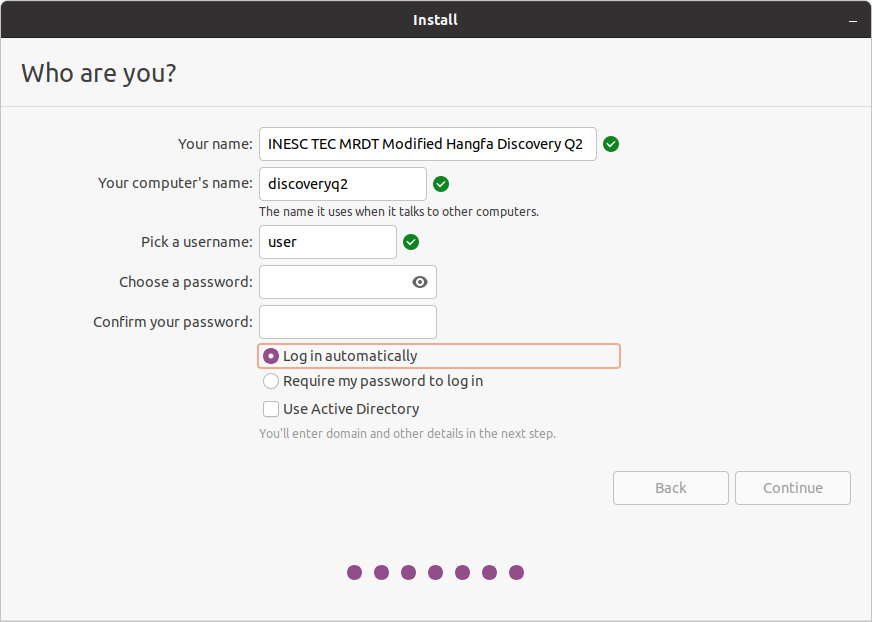 Install
Who are you?
Your name: INESC TEC MRDT Modified Hangfa Discovery Q2
Your computer's name: discoveryq2
The name it uses when it talks to other computers.
Pick a username: user
Choose a password:
Confirm your password:
Log in automatically
Require my password to log in
Use Active Directory
You'll enter domain and other details in the next step.
Back Continue